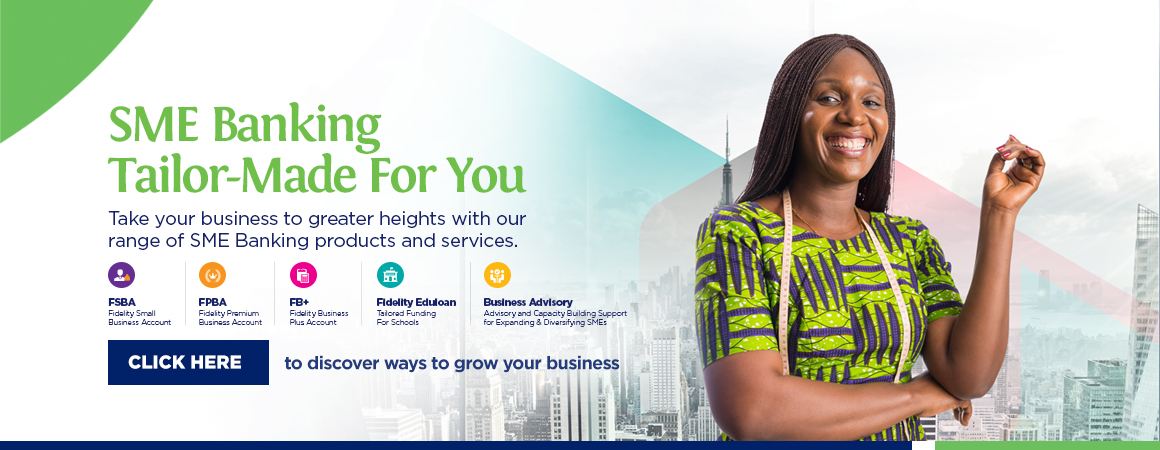 SME Banking
Tailor-Made For You
Take your business to greater heights with our
range of SME Banking products and services.
FSBA
Fidelity Small
Business Account
FPBA
Fidelity Premium
Business Account
FB+
Fidelity Business
Plus Account
Fidelity Eduloan
Tailored Funding
For Schools
Business Advisory
Advisory and Capacity Building Support
for Expanding & Diversifying SMEs
CLICK HERE
to discover ways to grow your business